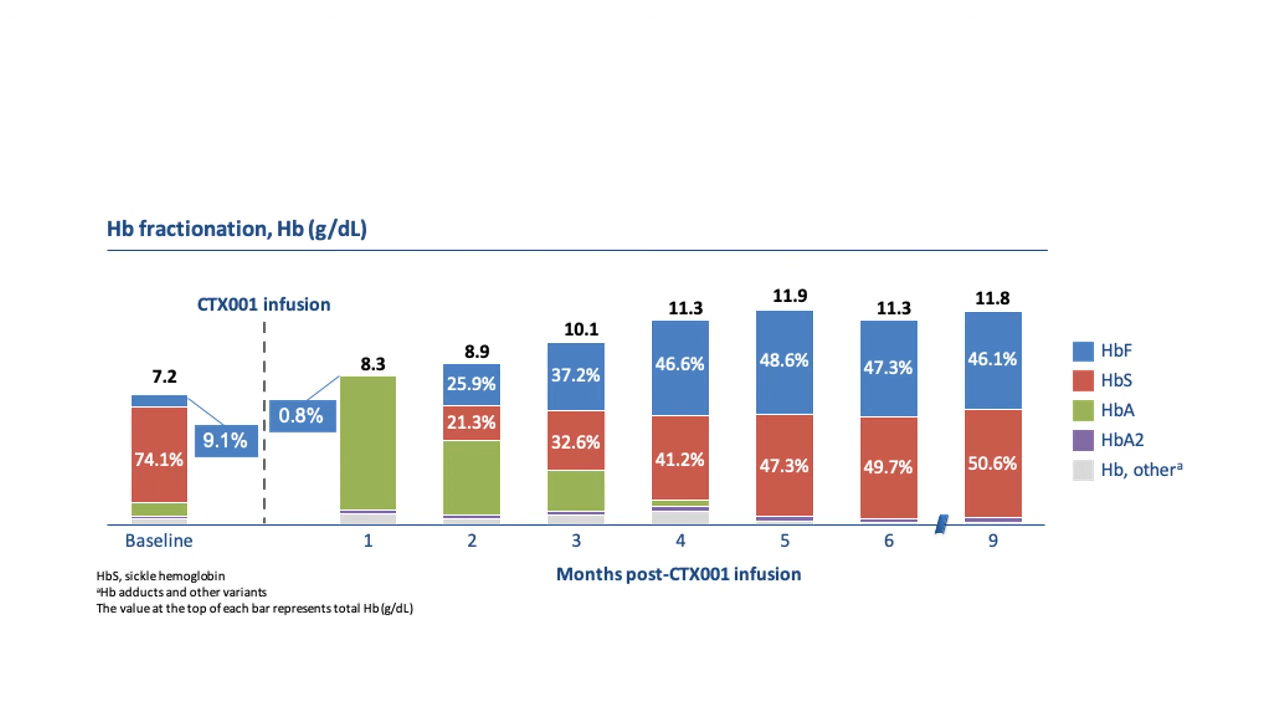 Hb fractionation, Hb (g/dL)
CTX001 infusion
7.2
8.3
8.9
10.1
11.3
11.9
11.3
11.8
9.1%
0.8%
74.1%
25.9%
21.3%
37.2%
32.6%
46.6%
41.2%
48.6%
47.3%
47.3%
49.7%
46.1%
50.6%
HbF
HbS
HbA
HbA2
Hb, otherᵃ
Baseline
1
2
3
4
5
6
9
Months post-CTX001 infusion
HbS, sickle hemoglobin
ᵃHb adducts and other variants
The value at the top of each bar represents total Hb (g/dL)